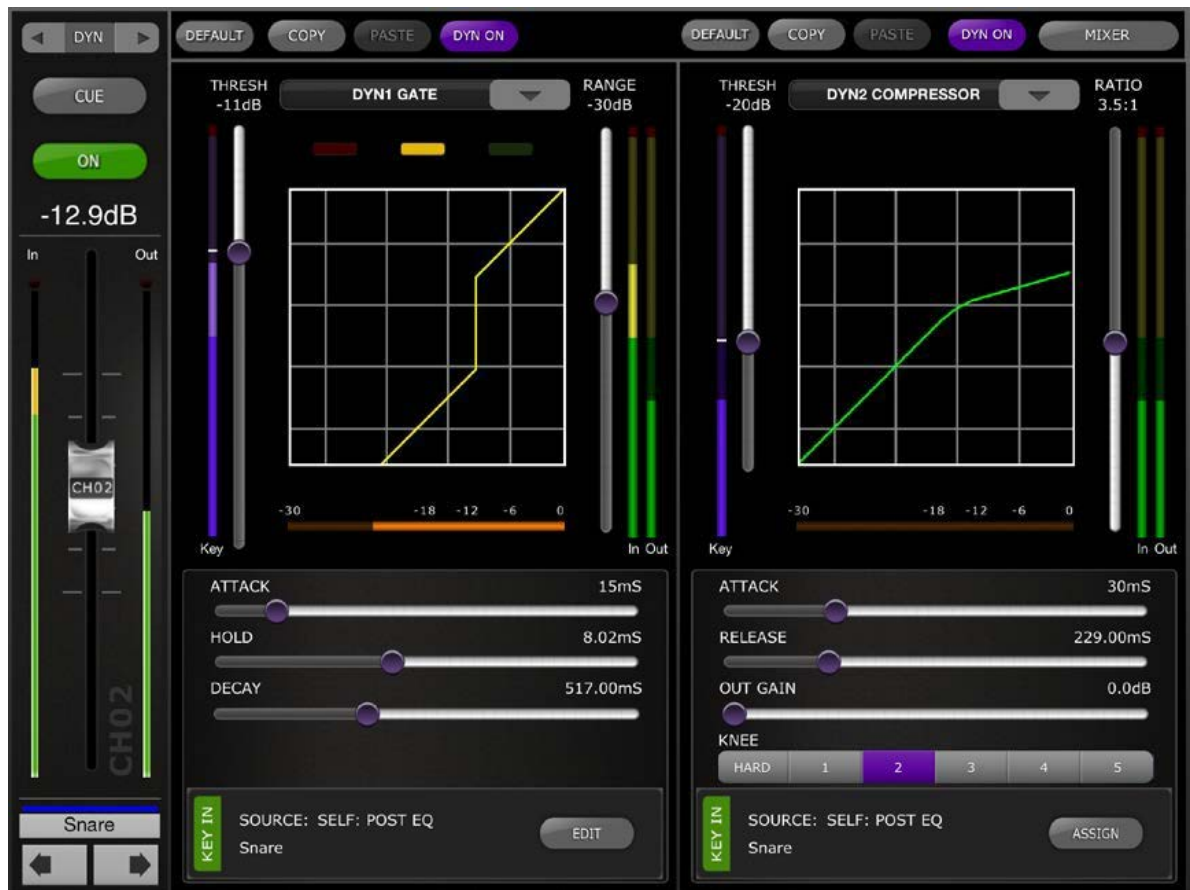 DYN
CUE
ON
-12.9dB
In
Out
CH02
CH02
Snare
DEFAULT
COPY
PASTE
DYN ON
THRESH
-11dB
DYN1 GATE
RANGE
-30dB
-30 -18 -12 -6 0
Key
In Out
ATTACK 15mS
HOLD 8.02mS
DECAY 517.00mS
KEY IN
SOURCE: SELF: POST EQ
Snare
EDIT
DEFAULT
COPY
PASTE
DYN ON
MIXER
THRESH
-20dB
DYN2 COMPRESSOR
RATIO
3.5:1
-30 -18 -12 -6 0
Key
In Out
ATTACK 30mS
RELEASE 229.00mS
OUT GAIN 0.0dB
KNEE
HARD 1 2 3 4 5
KEY IN
SOURCE: SELF: POST EQ
Snare
ASSIGN